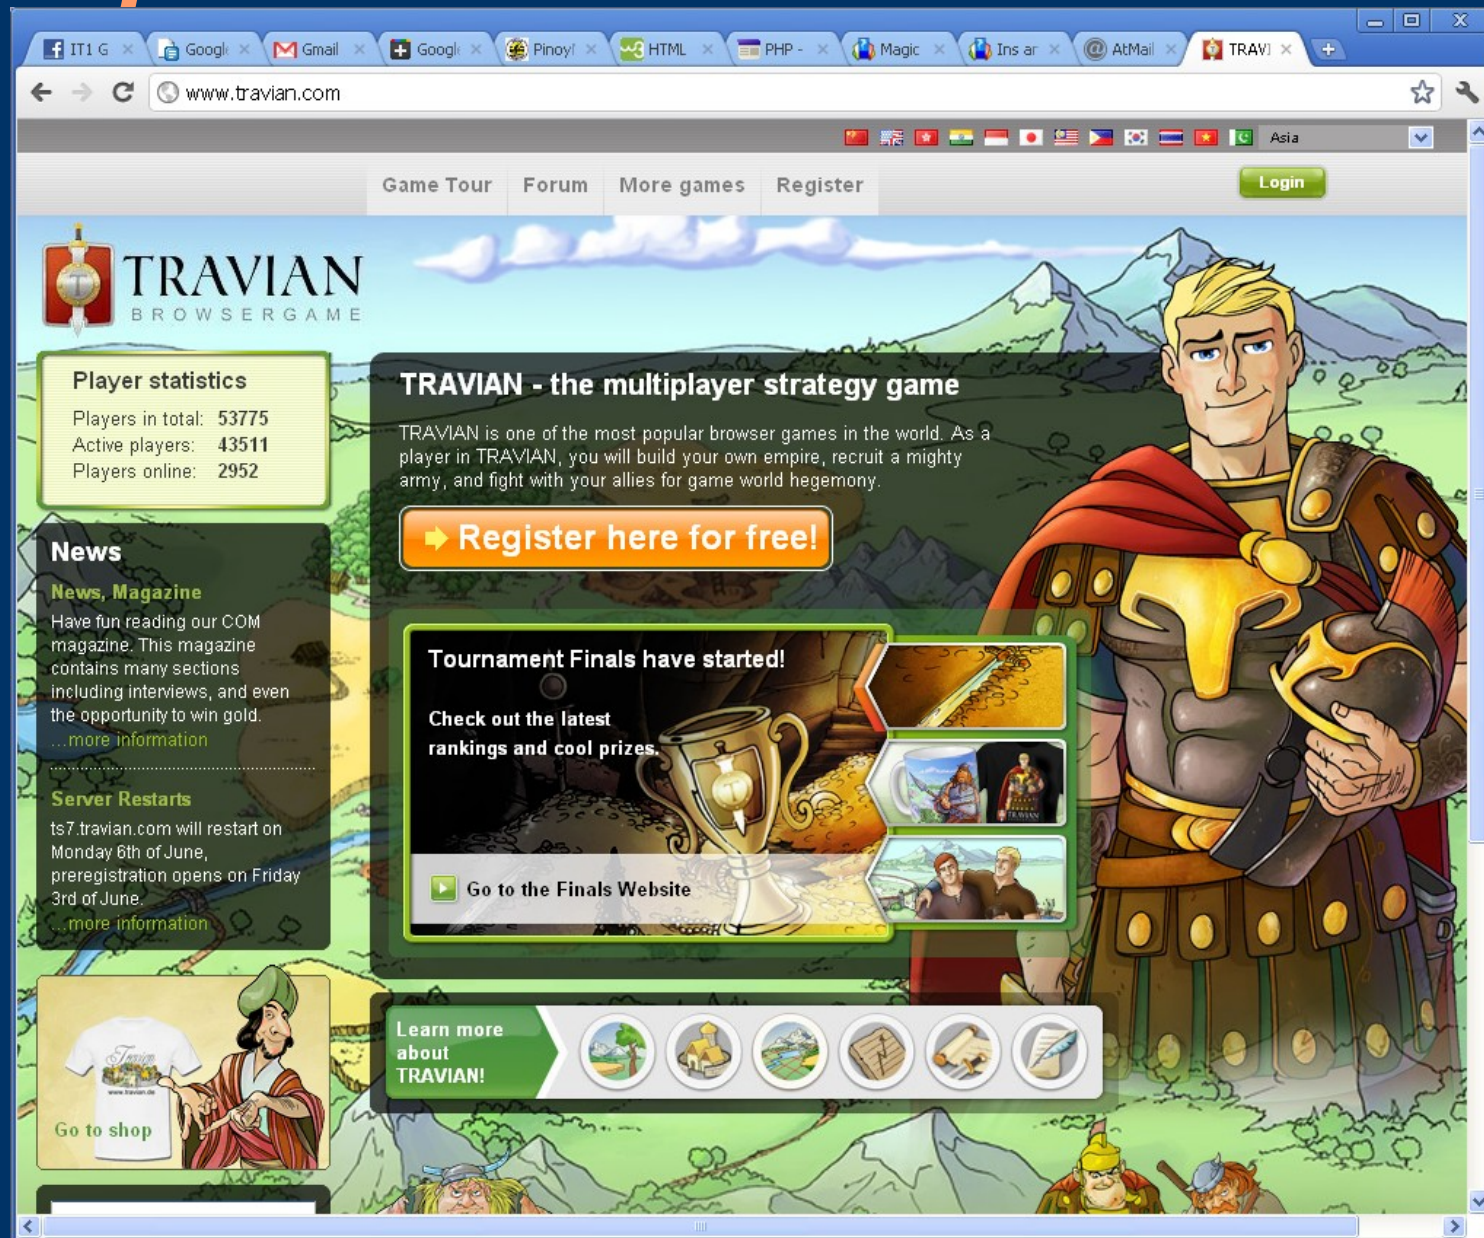 IT1 G
Googl
Gmail
Googl
Pinoy
HTML
PHP -
Magic
Ins ar
AtMail
TRAVI
www.travian.com
Asia
Game Tour
Forum
More games
Register
Login
TRAVIAN
BROWSERGAME
Player statistics
Players in total: 53775
Active players: 43511
Players online: 2952
News
News, Magazine
Have fun reading our COM
magazine. This magazine
contains many sections
including interviews, and even
the opportunity to win gold.
...more information
Server Restarts
ts7.travian.com will restart on
Monday 6th of June,
preregistration opens on Friday
3rd of June.
...more information
Travian
www.travian.de
Go to shop
TRAVIAN - the multiplayer strategy game
TRAVIAN is one of the most popular browser games in the world. As a
player in TRAVIAN, you will build your own empire, recruit a mighty
army, and fight with your allies for game world hegemony.
Register here for free!
Tournament Finals have started!
Check out the latest
rankings and cool prizes.
TRAVIAN
Go to the Finals Website
Learn more
about
TRAVIAN!